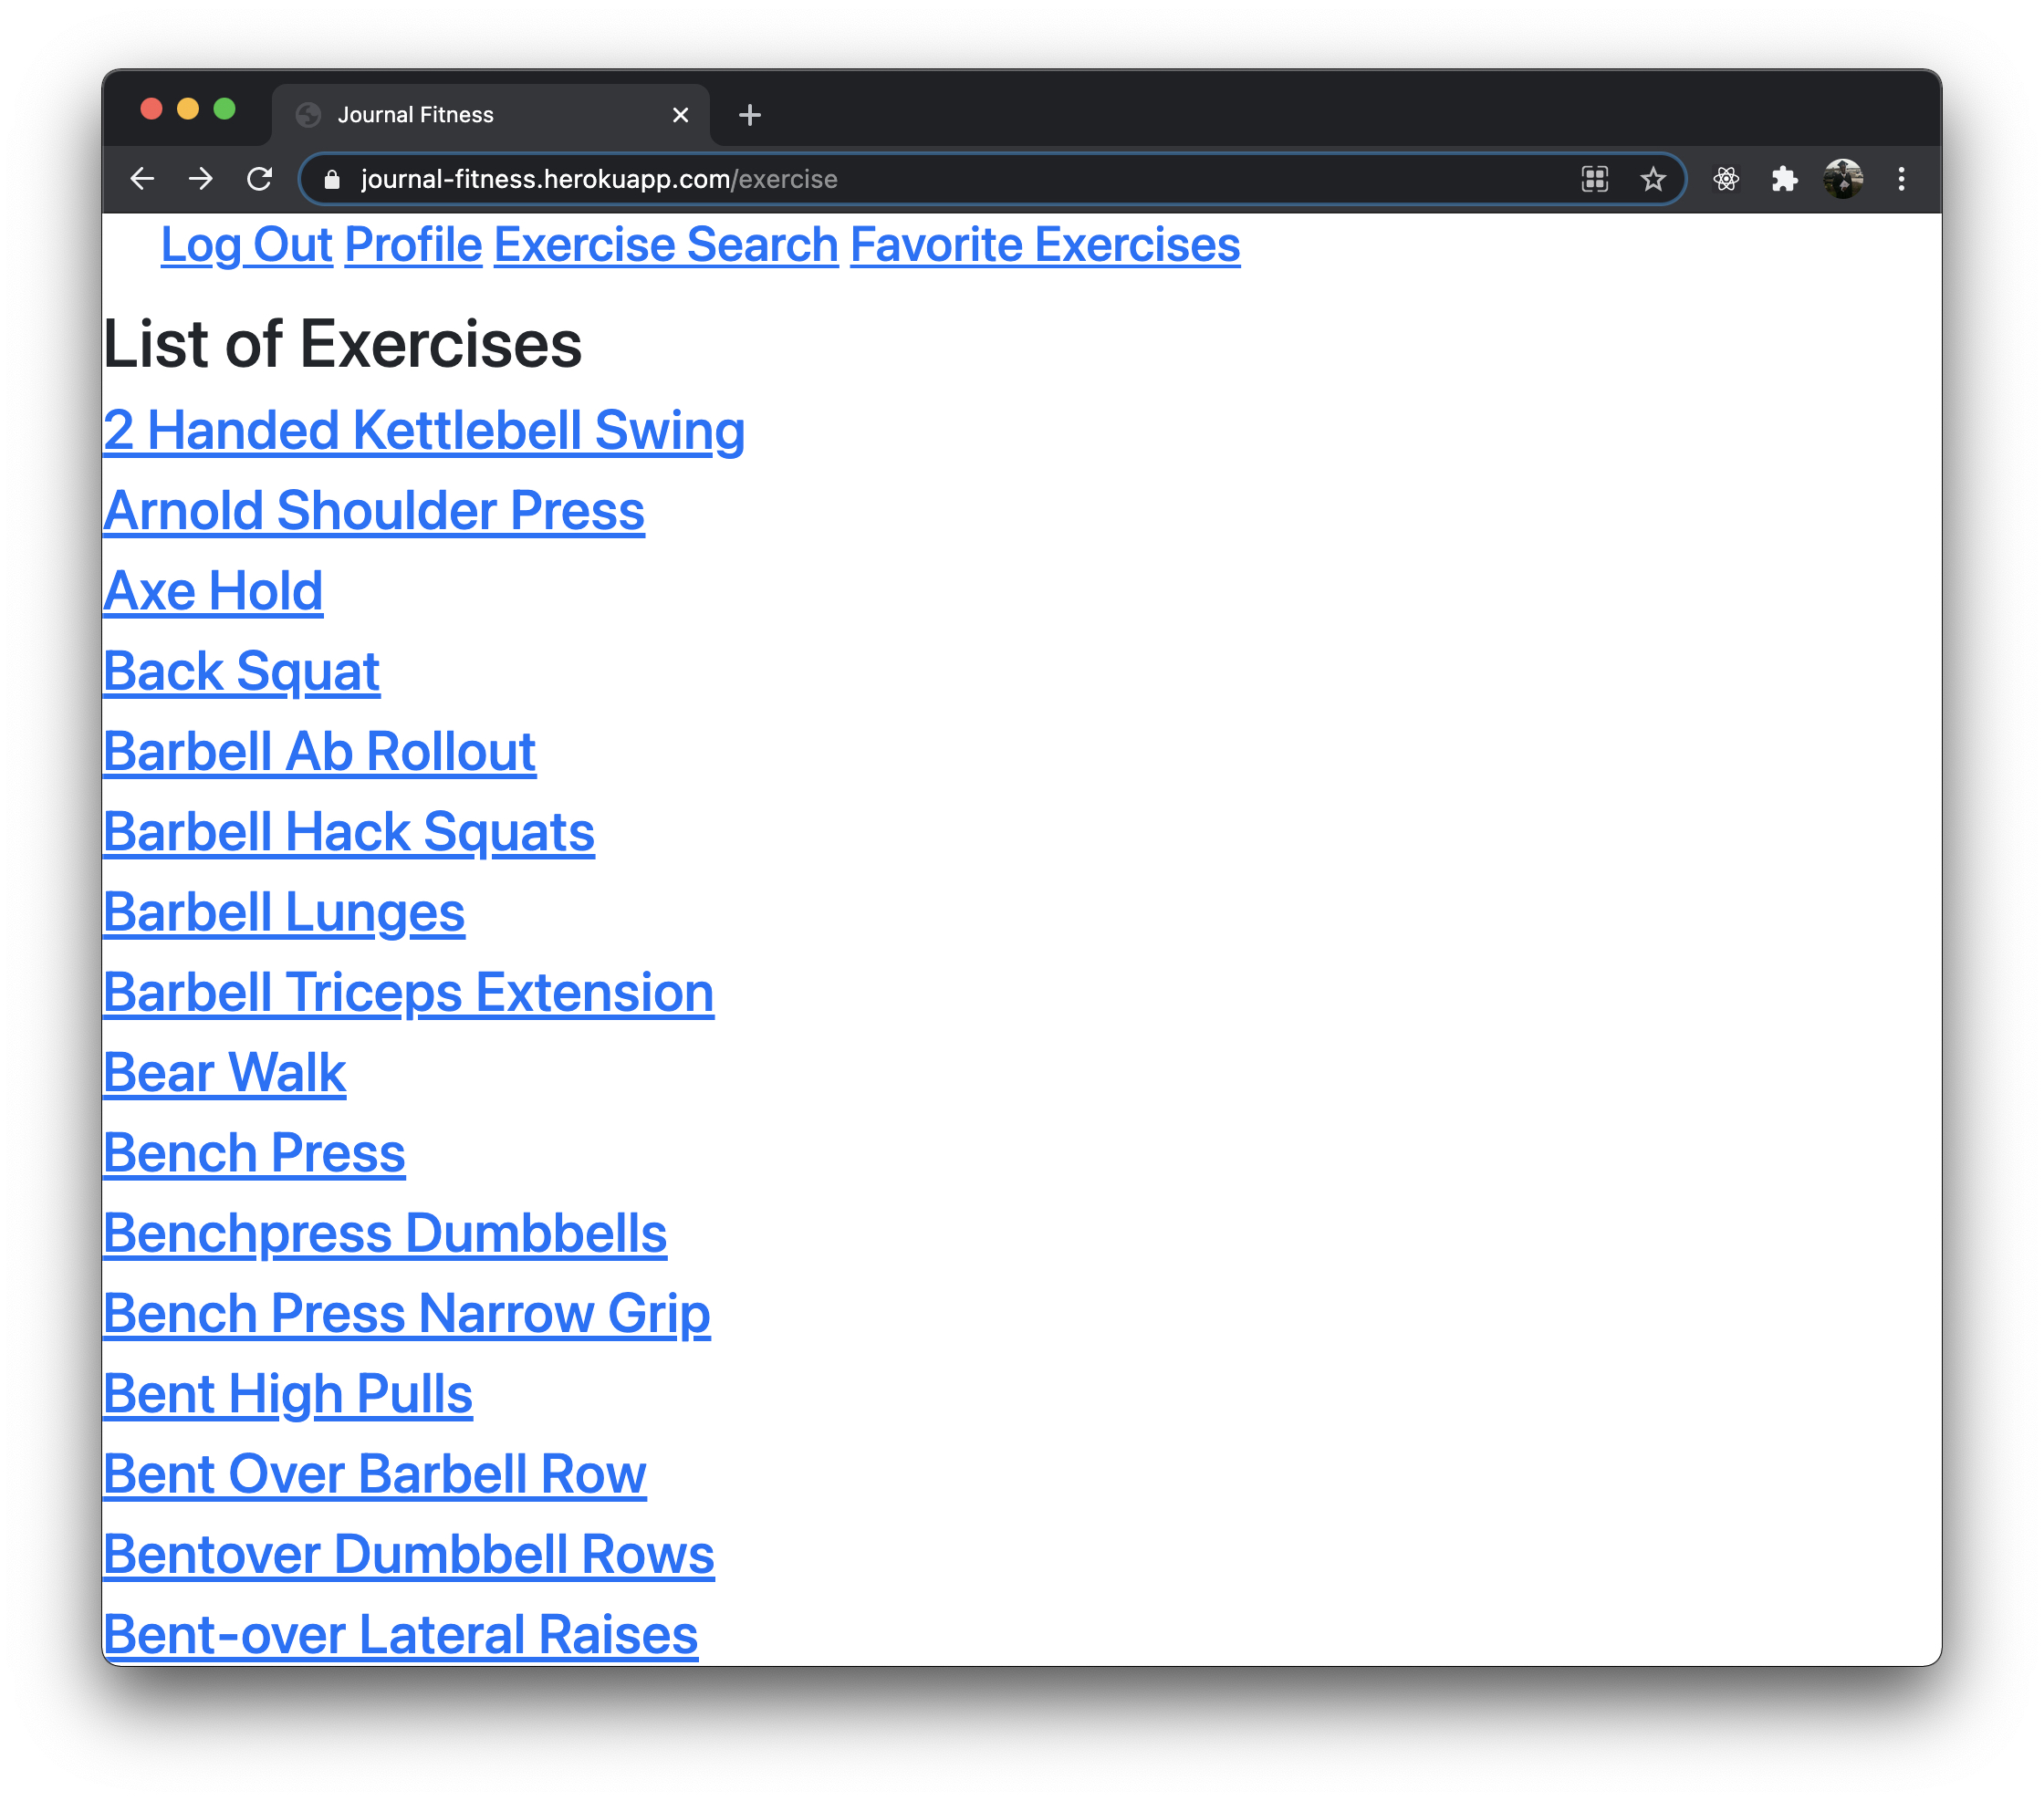 Journal Fitness
journal-fitness.herokuapp.com/exercise
Log Out Profile Exercise Search Favorite Exercises
List of Exercises
2 Handed Kettlebell Swing
Arnold Shoulder Press
Axe Hold
Back Squat
Barbell Ab Rollout
Barbell Hack Squats
Barbell Lunges
Barbell Triceps Extension
Bear Walk
Bench Press
Benchpress Dumbbells
Bench Press Narrow Grip
Bent High Pulls
Bent Over Barbell Row
Bentover Dumbbell Rows
Bent-over Lateral Raises